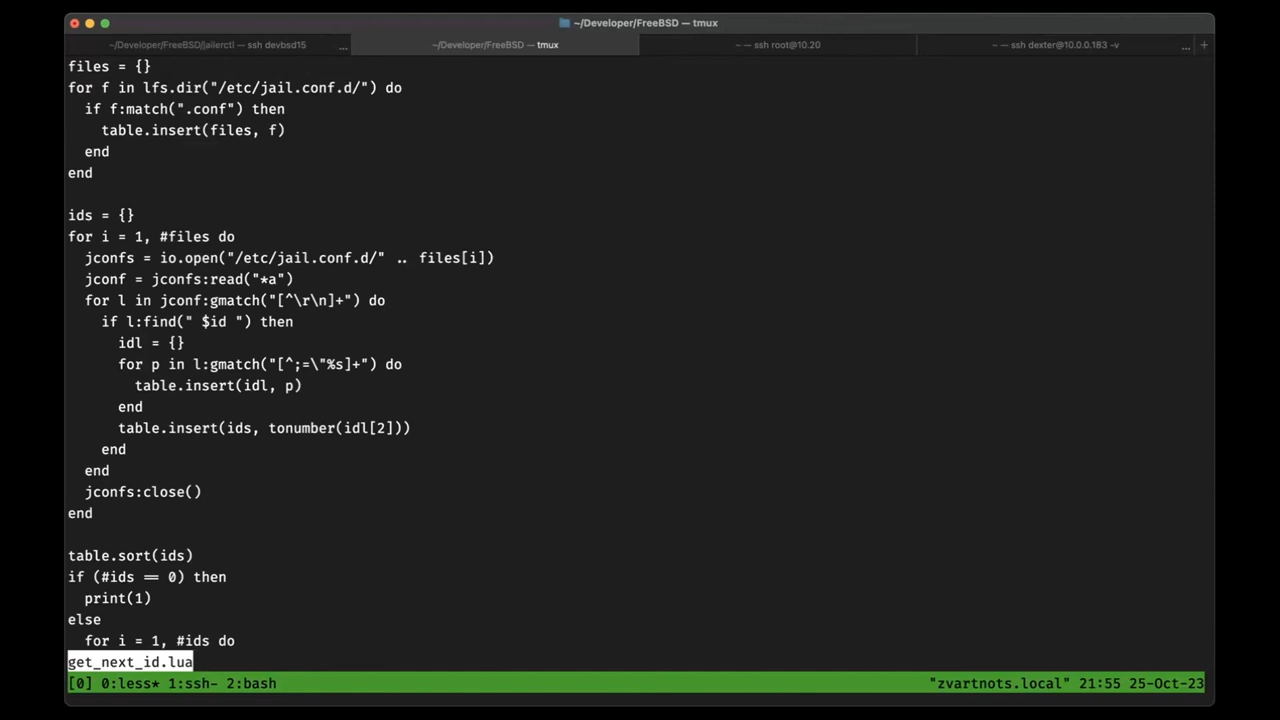 ~/Developer/FreeBSD — tmux
~/Developer/FreeBSD/jailerctl — ssh devbsd15 ...
~/Developer/FreeBSD — tmux
~ — ssh root@10.20
~ — ssh dexter@10.0.0.183 -v ... +
files = {}
for f in lfs.dir("/etc/jail.conf.d/") do
  if f:match(".conf") then
    table.insert(files, f)
  end
end
ids = {}
for i = 1, #files do
  jconfs = io.open("/etc/jail.conf.d/" .. files[i])
  jconf = jconfs:read("*a")
  for l in jconf:gmatch("[^\r\n]+") do
    if l:find(" $id ") then
      idl = {}
      for p in l:gmatch("[^;=\"%s]+") do
        table.insert(idl, p)
      end
      table.insert(ids, tonumber(idl[2]))
    end
  end
  jconfs:close()
end
table.sort(ids)
if (#ids == 0) then
  print(1)
else
  for i = 1, #ids do
get_next_id.lua
[0] 0:less* 1:ssh- 2:bash "zvartnots.local" 21:55 25-Oct-23